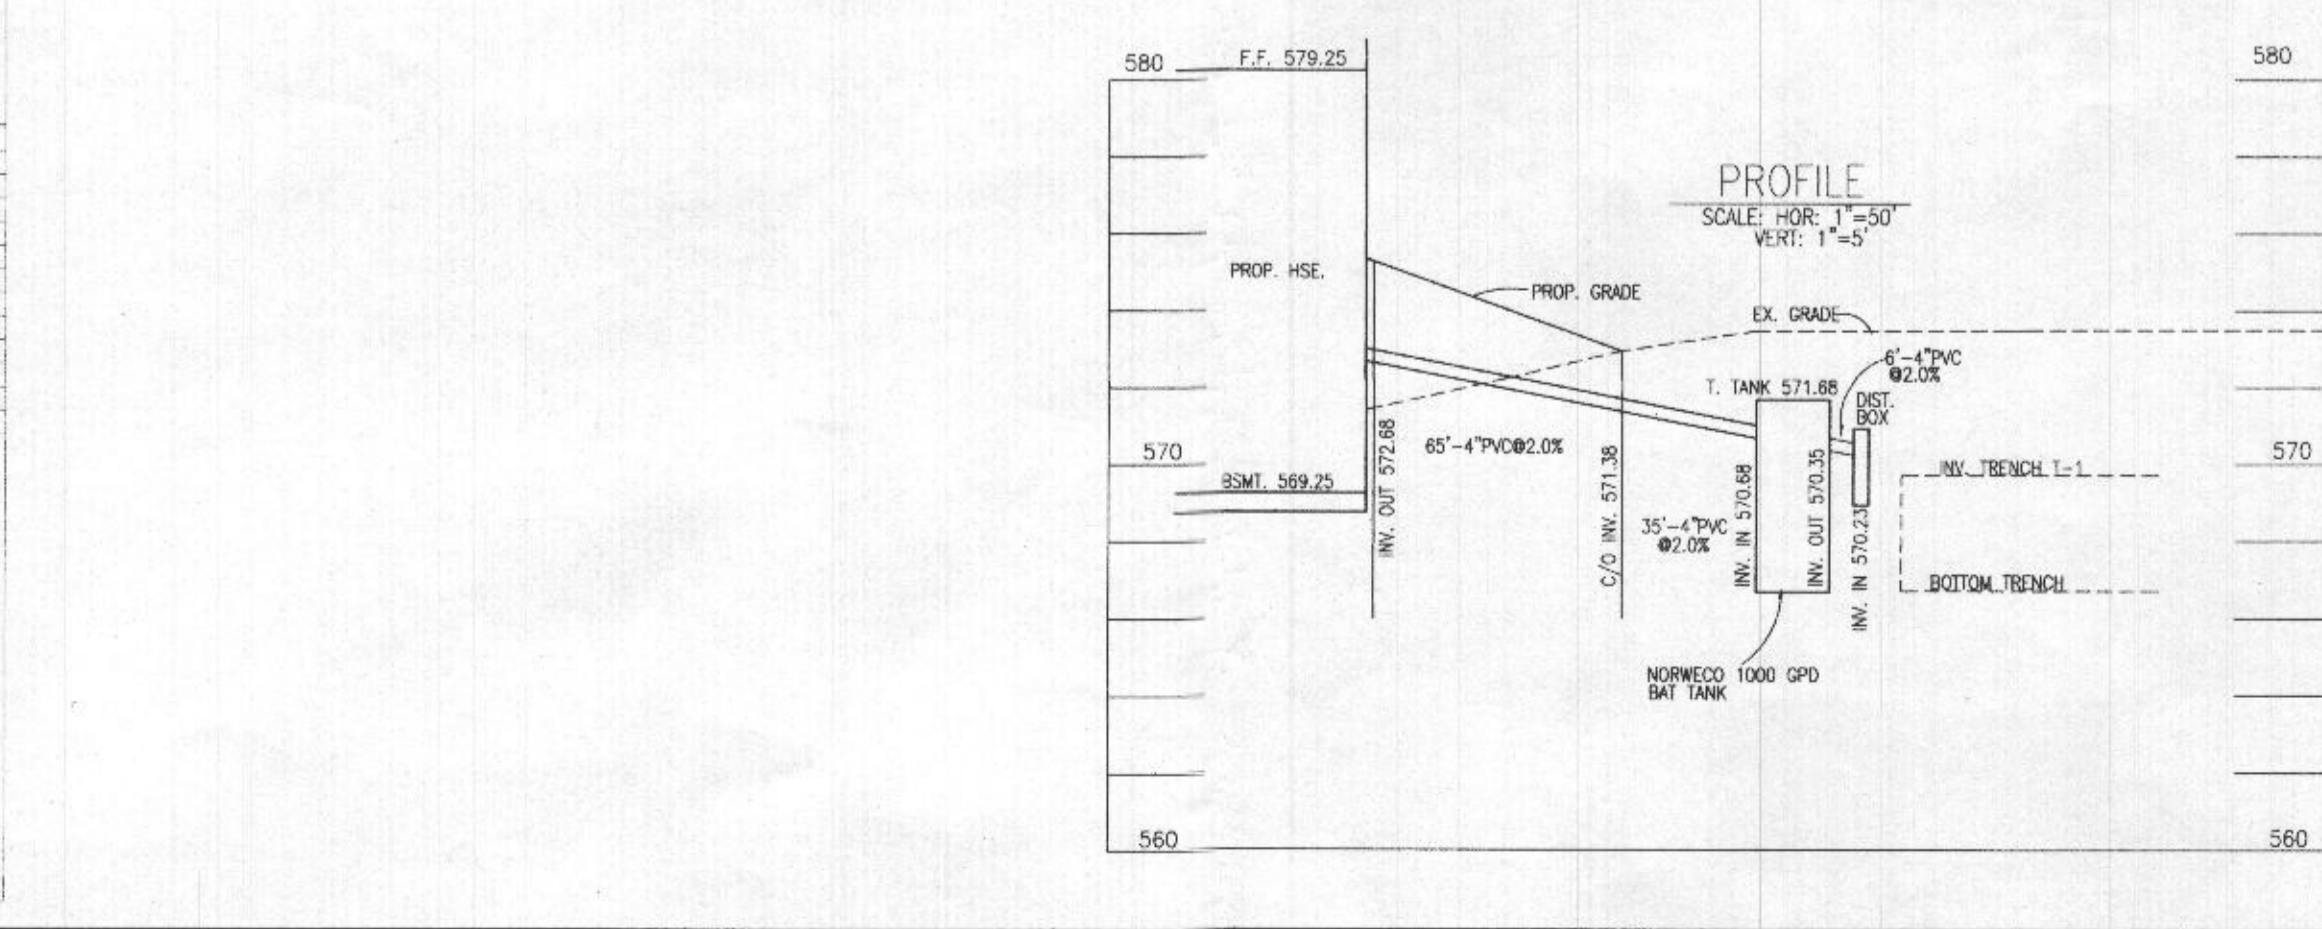 580
F.F. 579.25
580
PROFILE
SCALE: HOR: 1"=50'
VERT: 1"=5'
PROP. HSE.
PROP. GRADE
EX. GRADE
6'-4"PVC
@2.0%
T. TANK 571.68
DIST.
BOX
570
65'-4"PVC@2.0%
570
BSMT. 569.25
INV. OUT 572.68
C/O INV. 571.38
35'-4"PVC
@2.0%
INV. IN 570.68
INV. OUT 570.35
INV. IN 570.23
INV. TRENCH T-1
BOTTOM TRENCH
NORWECO 1000 GPD
BAT TANK
560
560